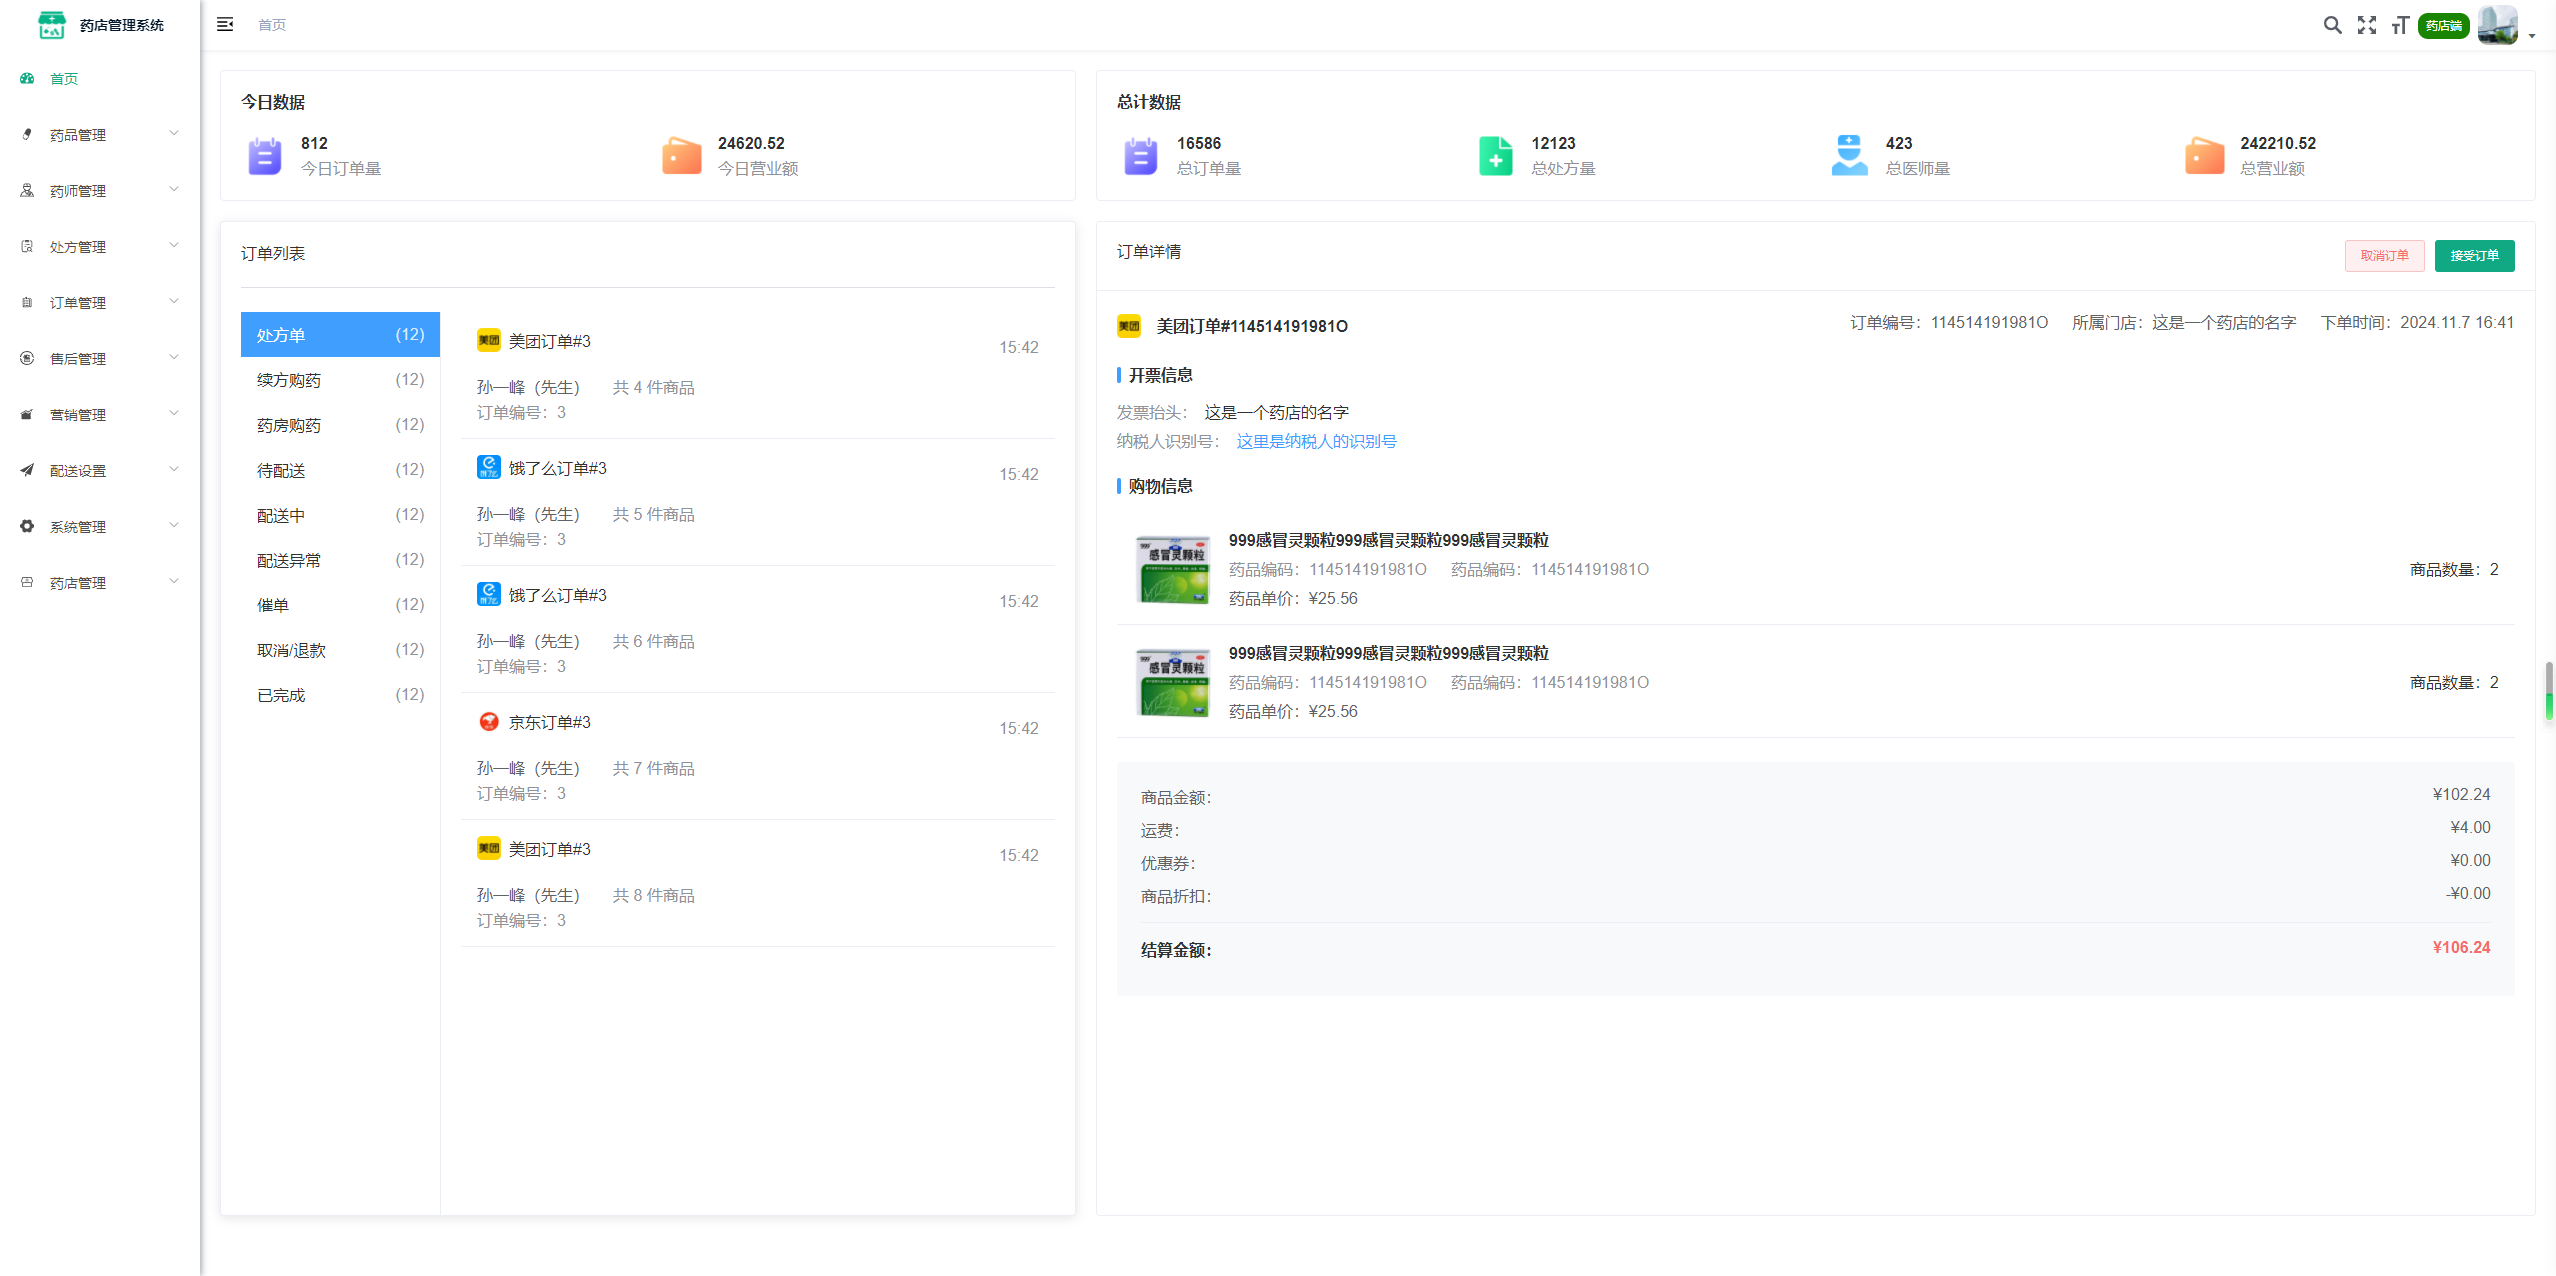 药店管理系统
首页
药品管理
药师管理
处方管理
订单管理
售后管理
营销管理
配送设置
系统管理
药店管理
首页
药店端
今日数据
812
今日订单量
24620.52
今日营业额
总计数据
16586
总订单量
12123
总处方量
423
总医师量
242210.52
总营业额
订单列表
处方单 (12)
续方购药 (12)
药房购药 (12)
待配送 (12)
配送中 (12)
配送异常 (12)
催单 (12)
取消/退款 (12)
已完成 (12)
美团 美团订单#3 15:42
孙一峰（先生） 共 4 件商品
订单编号：3
饿了么订单#3 15:42
孙一峰（先生） 共 5 件商品
订单编号：3
饿了么订单#3 15:42
孙一峰（先生） 共 6 件商品
订单编号：3
京东订单#3 15:42
孙一峰（先生） 共 7 件商品
订单编号：3
美团 美团订单#3 15:42
孙一峰（先生） 共 8 件商品
订单编号：3
订单详情
取消订单 接受订单
美团 美团订单#114514191981O 订单编号：114514191981O 所属门店：这是一个药店的名字 下单时间：2024.11.7 16:41
开票信息
发票抬头： 这是一个药店的名字
纳税人识别号： 这里是纳税人的识别号
购物信息
999
感冒灵颗粒
999感冒灵颗粒999感冒灵颗粒999感冒灵颗粒
药品编码：114514191981O 药品编码：114514191981O
药品单价：¥25.56
商品数量：2
999
感冒灵颗粒
999感冒灵颗粒999感冒灵颗粒999感冒灵颗粒
药品编码：114514191981O 药品编码：114514191981O
药品单价：¥25.56
商品数量：2
商品金额： ¥102.24
运费： ¥4.00
优惠券： ¥0.00
商品折扣： -¥0.00
结算金额： ¥106.24